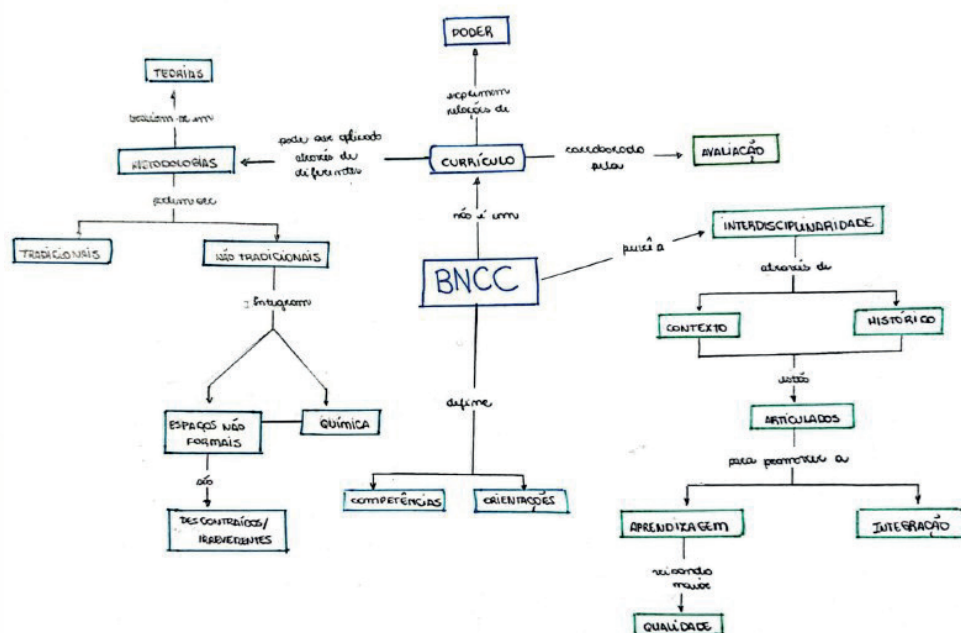 PODER
exprimem
relações de
TEORIAS
baseiam-se em
METODOLOGIAS
pode ser aplicado
através de
diferentes
CURRÍCULO
corroborado
pela
AVALIAÇÃO
podem ser
TRADICIONAIS
NÃO TRADICIONAIS
não é um
BNCC
prevê a
INTERDISCIPLINARIDADE
através de
CONTEXTO
HISTÓRICO
estão
ARTICULADOS
para promover a
APRENDIZAGEM
INTEGRAÇÃO
visando
maior
QUALIDADE
Integram
ESPAÇOS NÃO
FORMAIS
QUÍMICA
são
DESCONTRAÍDOS/
IRREVERENTES
define
COMPETÊNCIAS
ORIENTAÇÕES